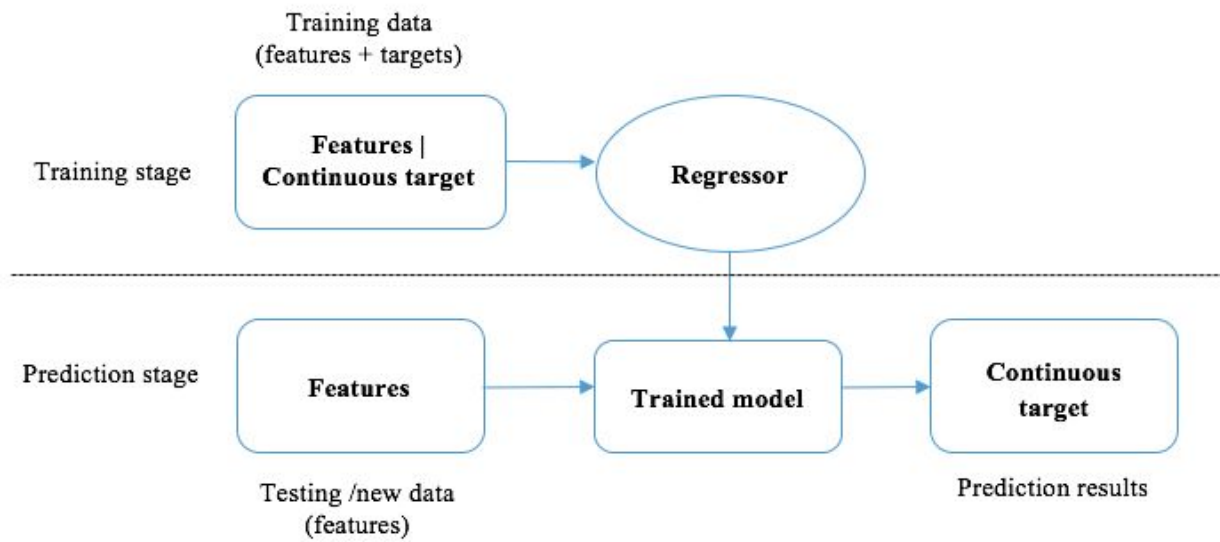 Training data
(features + targets)
Training stage
Features |
Continuous target
Regressor
Prediction stage
Features
Trained model
Continuous
target
Testing /new data
(features)
Prediction results